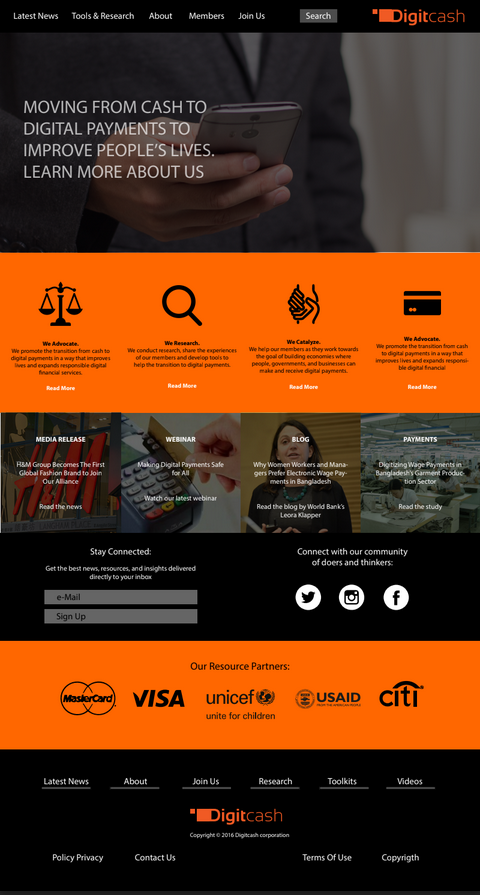 Latest News Tools & Research About Members Join Us Search Digitcash
MOVING FROM CASH TO
DIGITAL PAYMENTS TO
IMPROVE PEOPLE'S LIVES.
LEARN MORE ABOUT US
We Advocate.
We promote the transition from cash to
digital payments in a way that improves
lives and expands responsible digital
financial services.
Read More
We Research.
We conduct research, share the experiences
of our members and develop tools to
help the transition to digital payments.
Read More
We Catalyze.
We help our members as they work towards
the goal of building economies where
people, governments, and businesses can
make and receive digital payments.
Read More
We Advocate.
We promote the transition from cash
to digital payments in a way that
improves lives and expands responsi-
ble digital financial
Read More
MEDIA RELEASE
H&M Group Becomes The First
Global Fashion Brand to Join
Our Alliance
Read the news
WEBINAR
Making Digital Payments Safe
for All
Watch our latest webinar
BLOG
Why Women Workers and Mana-
gers Prefer Electronic Wage Pay-
ments in Bangladesh
Read the blog by World Bank's
Leora Klapper
PAYMENTS
Digitizing Wage Payments in
Bangladesh's Garment Produc-
tion Sector
Read the study
Stay Connected:
Get the best news, resources, and insights delivered
directly to your inbox
e-Mail
Sign Up
Connect with our community
of doers and thinkers:
Our Resource Partners:
MasterCard VISA unicef USAID citi
FROM THE AMERICAN PEOPLE
unite for children
Latest News About Join Us Research Toolkits Videos
Digitcash
Copyright © 2016 Digitcash corporation
Policy Privacy Contact Us Terms Of Use Copyrigth